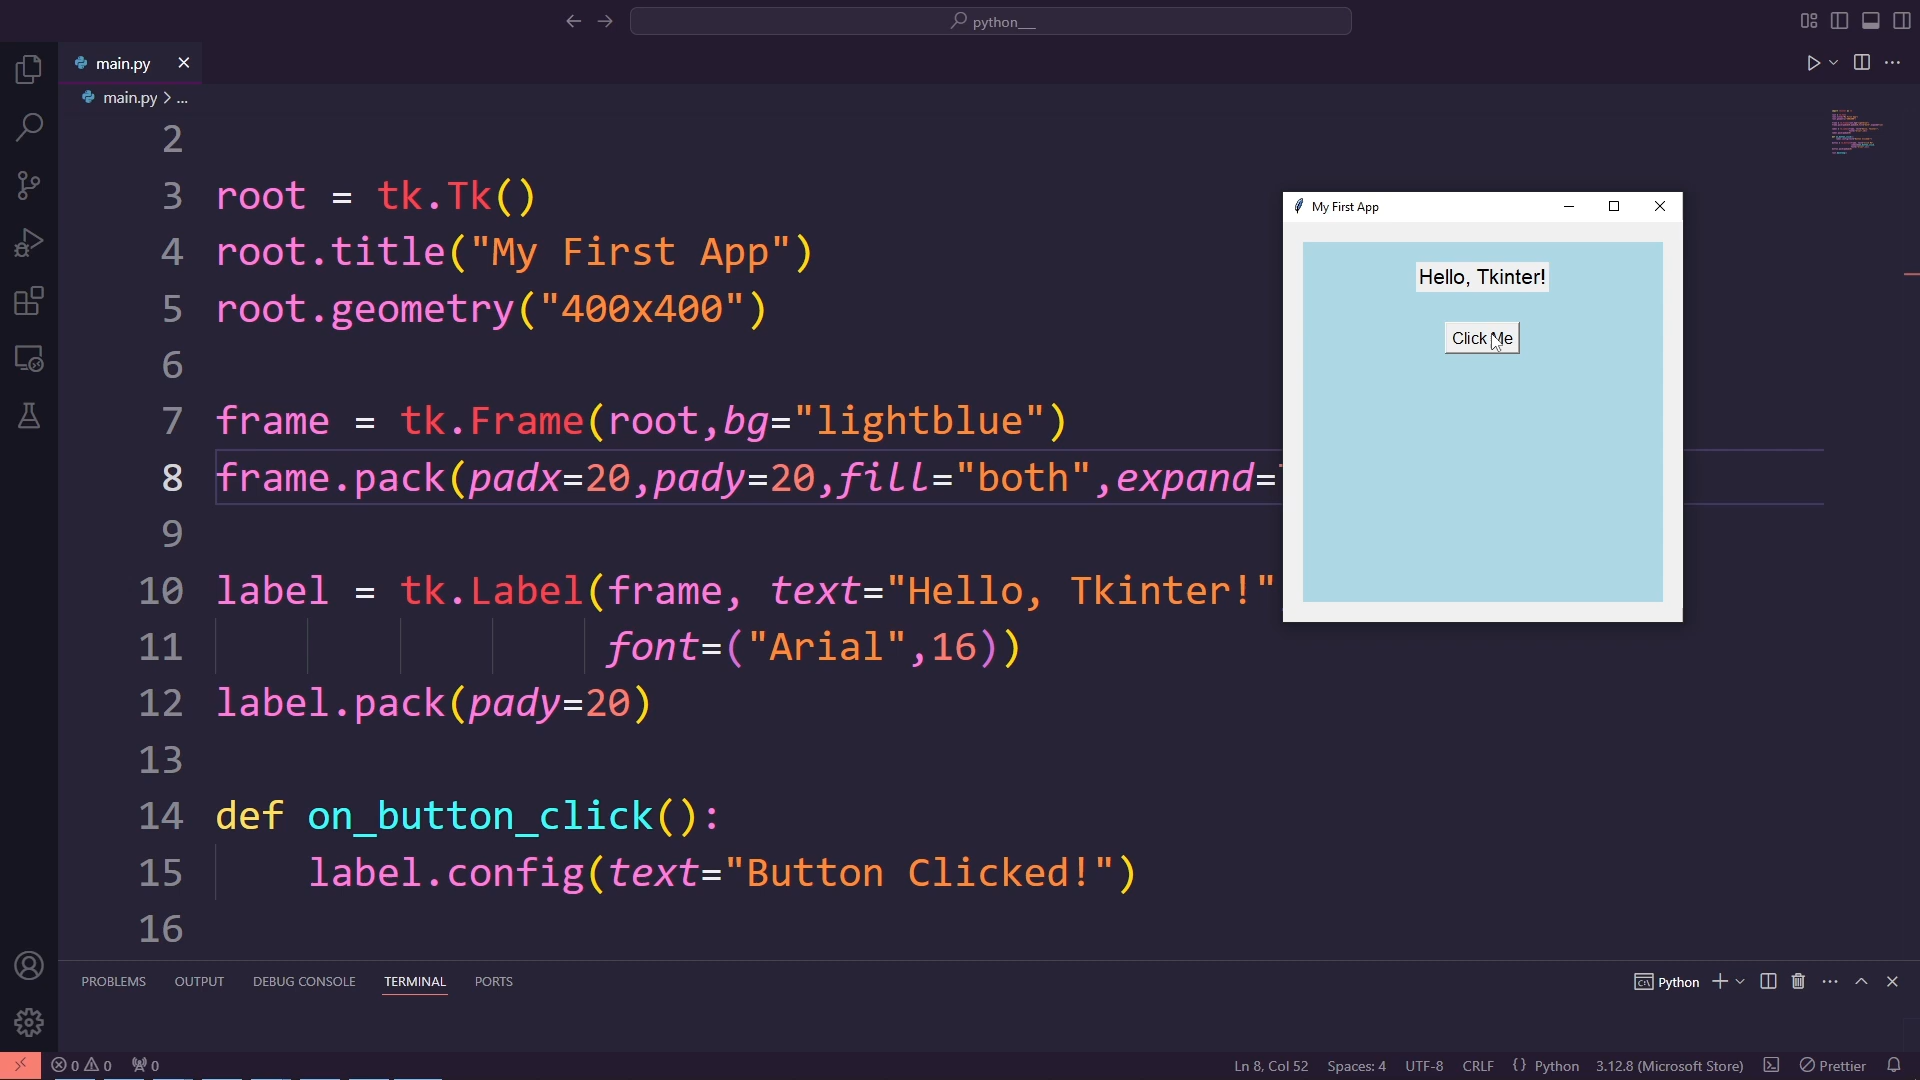 python__
main.py
main.py > ...
2
3 root = tk.Tk()
4 root.title("My First App")
5 root.geometry("400x400")
6
7 frame = tk.Frame(root,bg="lightblue")
8 frame.pack(padx=20,pady=20,fill="both",expand=
9
10 label = tk.Label(frame, text="Hello, Tkinter!"
11 font=("Arial",16))
12 label.pack(pady=20)
13
14 def on_button_click():
15 label.config(text="Button Clicked!")
16
My First App
Hello, Tkinter!
Click Me
PROBLEMS OUTPUT DEBUG CONSOLE TERMINAL PORTS
Python
0 0 0 Ln 8, Col 52 Spaces: 4 UTF-8 CRLF {} Python 3.12.8 (Microsoft Store) Prettier